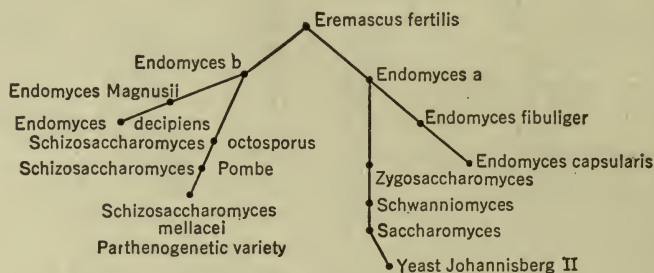 Eremascus fertilis
Endomyces b
Endomyces a
Endomyces Magnusii
Endomyces decipiens
Endomyces fibuliger
Schizosaccharomyces octosporus
Schizosaccharomyces Pombe
Endomyces capsularis
Zygosaccharomyces
Schizosaccharomyces
mellacei
Parthenogenetic variety
Schwanniomyces
Saccharomyces
Yeast Johannisberg II